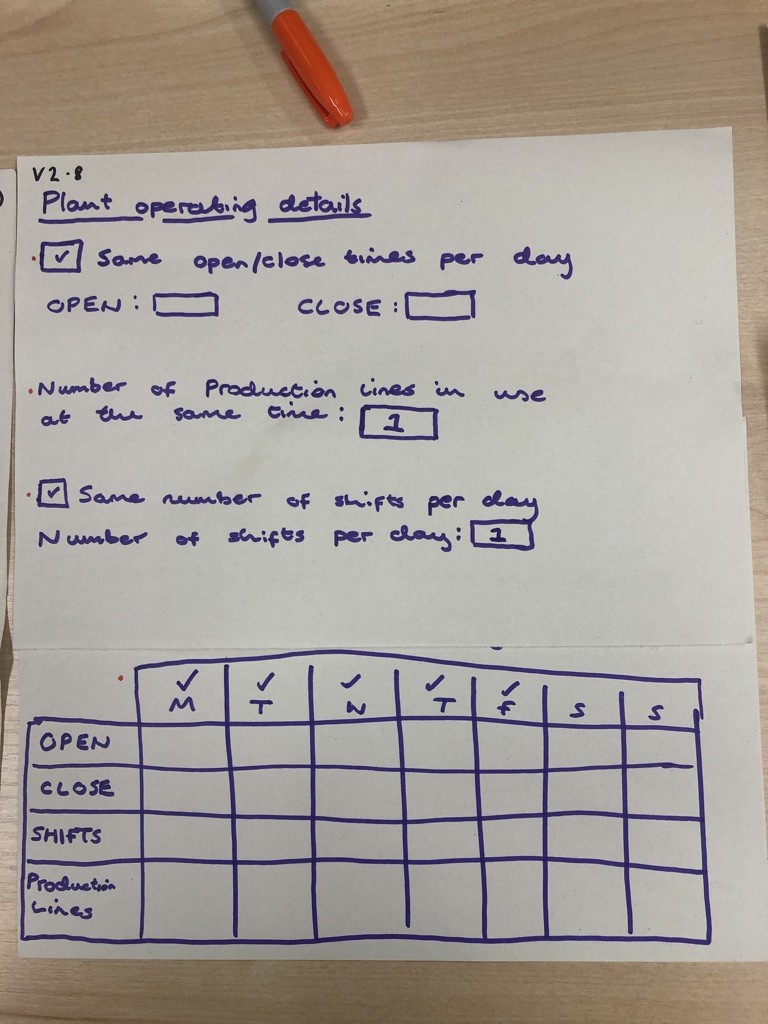 V2.8
Plant operating details
✓ Same open/close times per day
OPEN: CLOSE:
Number of Production Lines in use
at the same time: 1
✓ Same number of shifts per day
Number of shifts per day: 1
✓ ✓ ✓ ✓ ✓
M T W T F S S
OPEN
CLOSE
SHIFTS
Production
Lines